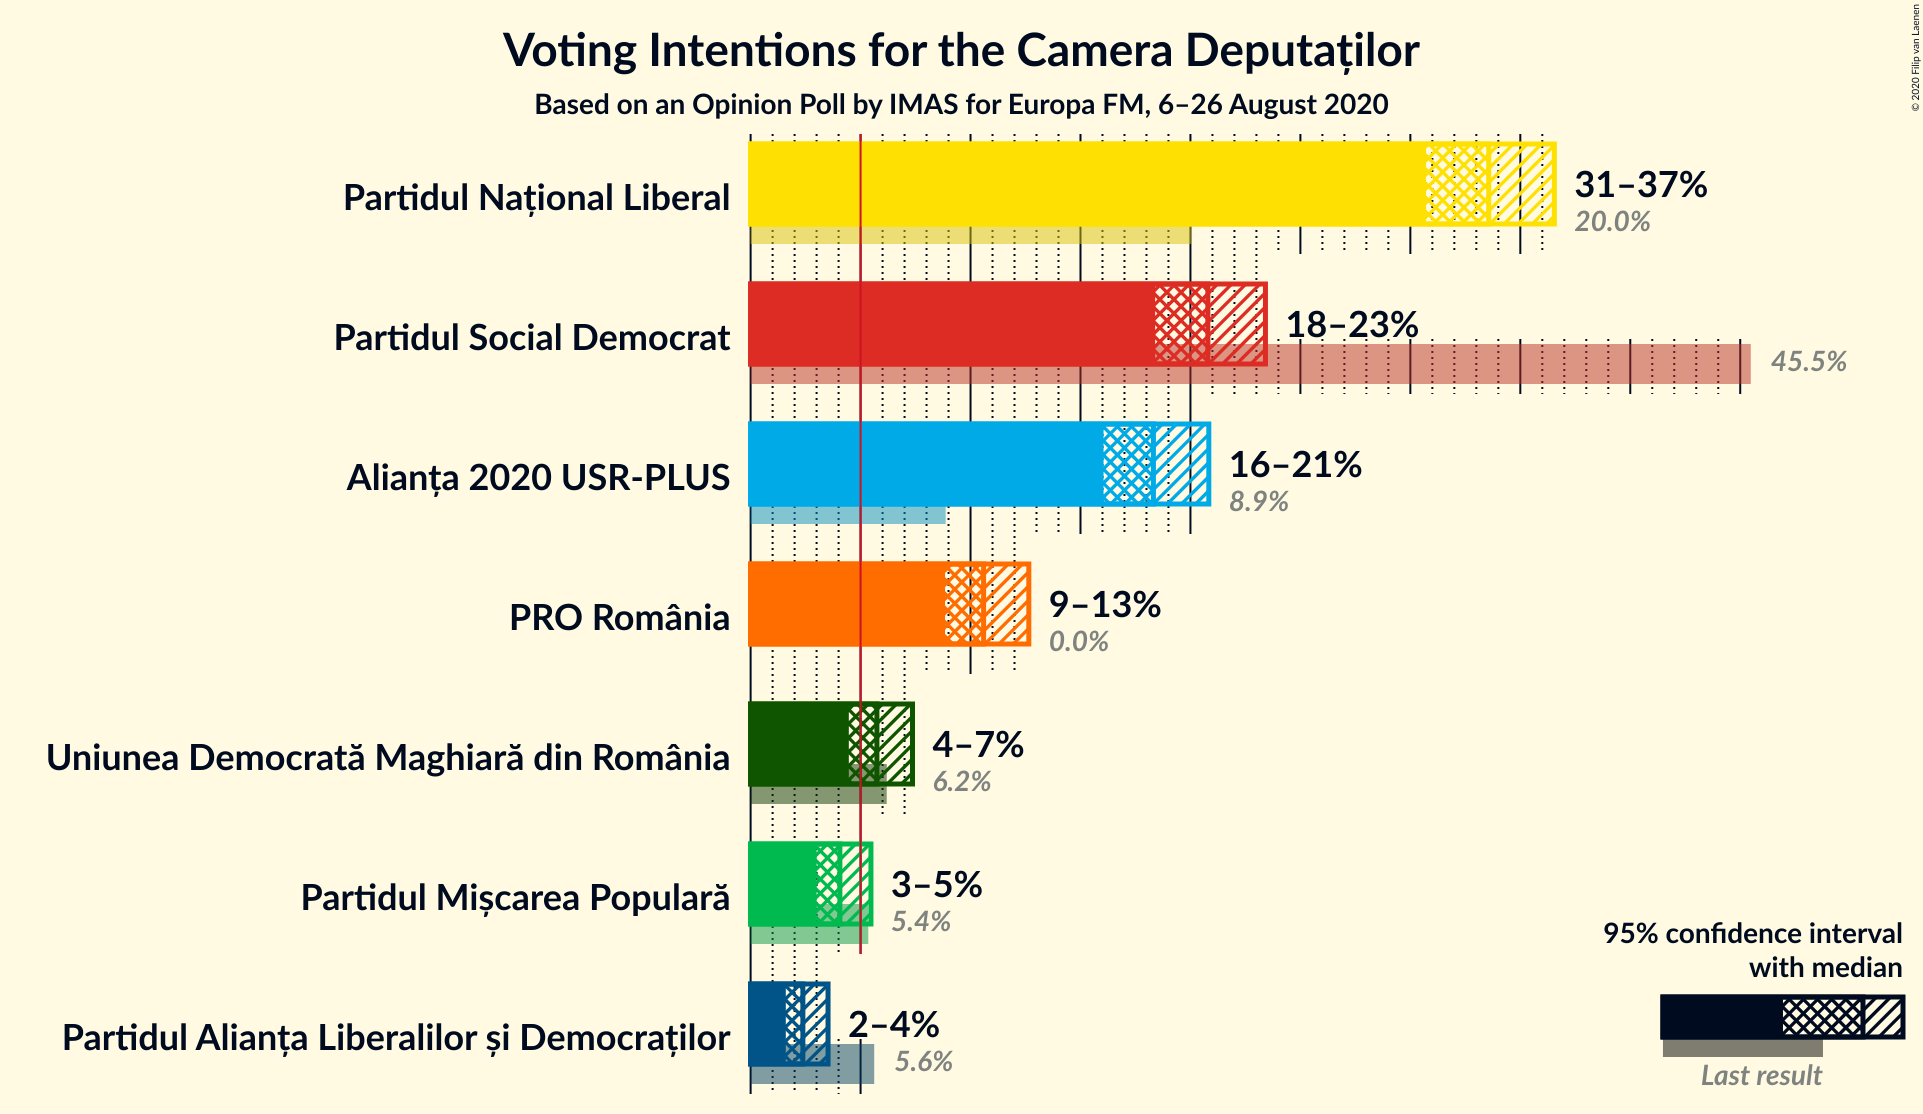 Voting Intentions for the Camera Deputaților
Based on an Opinion Poll by IMAS for Europa FM, 6–26 August 2020
© 2020 Filip van Laenen
Partidul Național Liberal
31–37%
20.0%
Partidul Social Democrat
18–23%
45.5%
Alianța 2020 USR-PLUS
16–21%
8.9%
PRO România
9–13%
0.0%
Uniunea Democrată Maghiară din România
4–7%
6.2%
Partidul Mișcarea Populară
3–5%
5.4%
Partidul Alianța Liberalilor și Democraților
2–4%
5.6%
95% confidence interval
with median
Last result